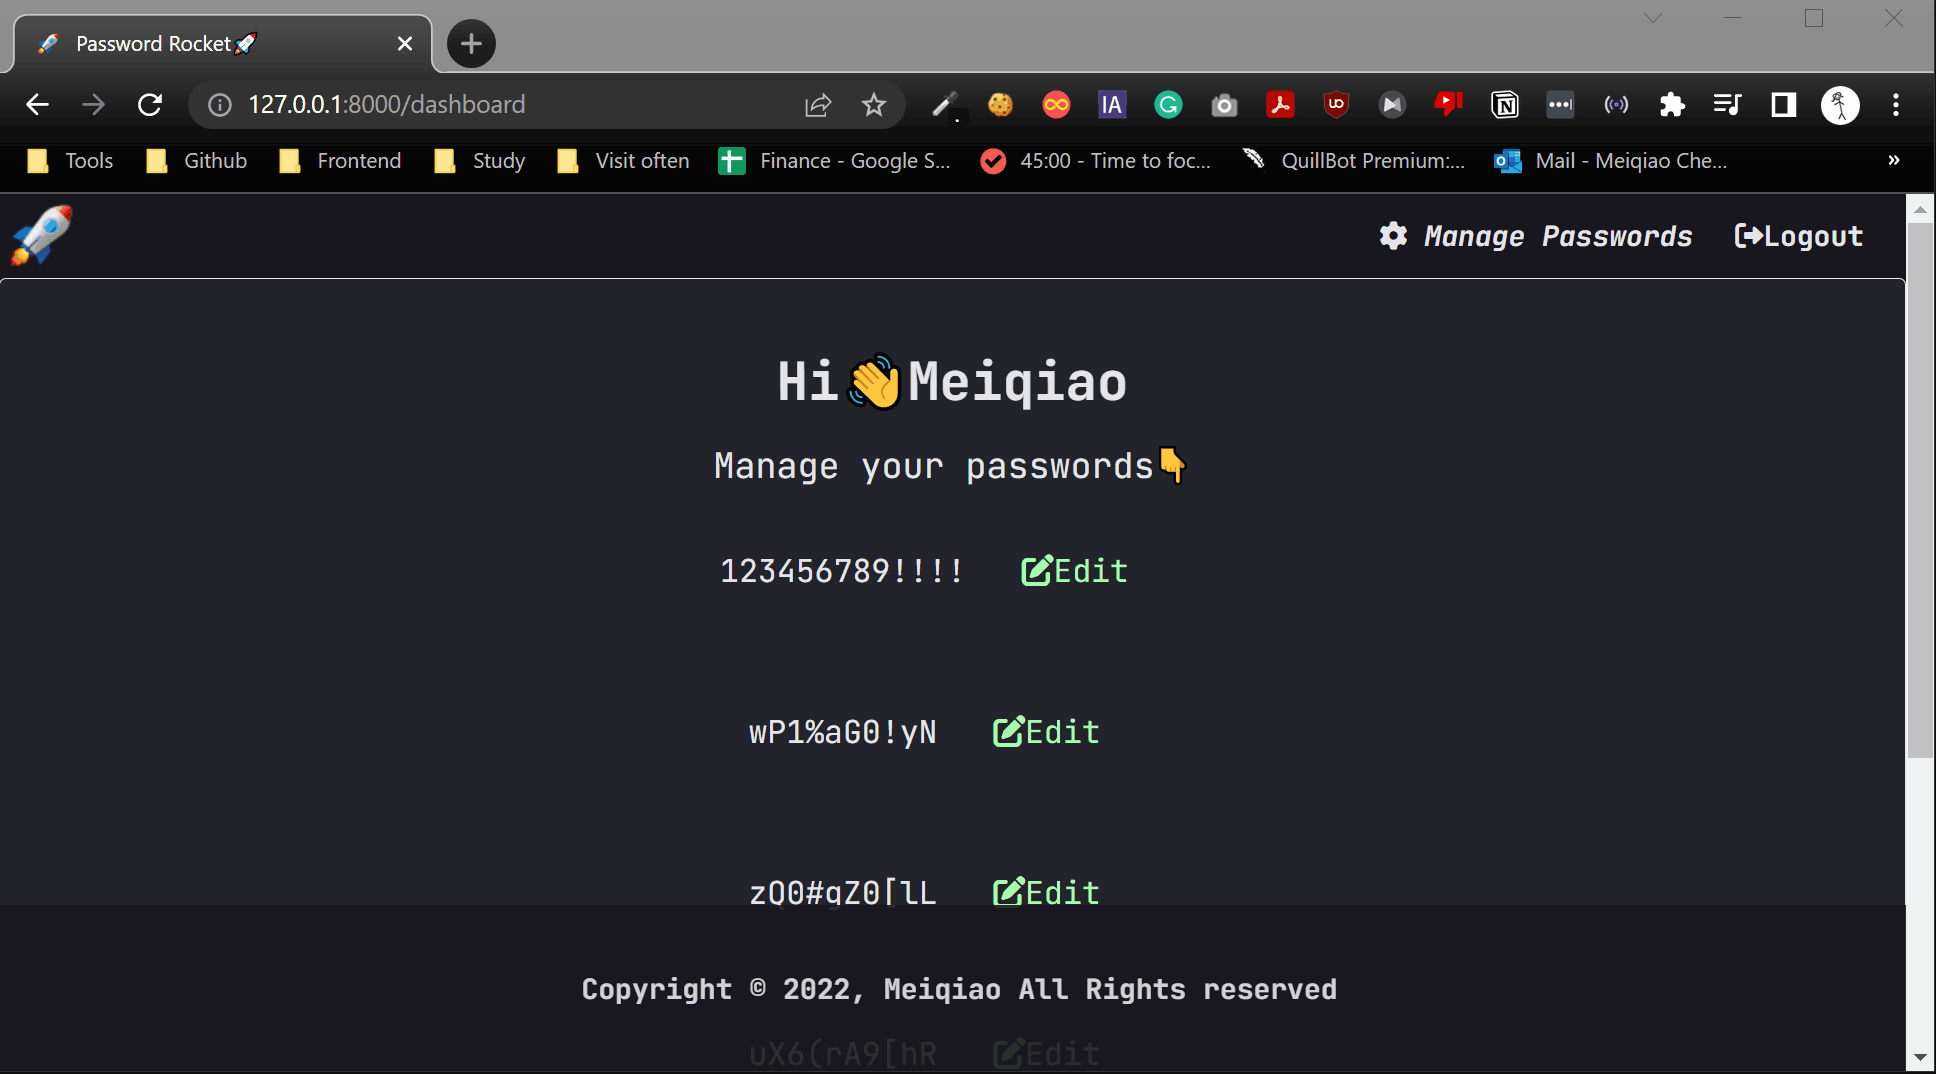 Password Rocket🚀
127.0.0.1:8000/dashboard
Tools Github Frontend Study Visit often Finance - Google S... 45:00 - Time to foc... QuillBot Premium:... Mail - Meiqiao Che... »
Manage Passwords Logout
Hi👋Meiqiao
Manage your passwords👇
123456789!!!! Edit
wP1%aG0!yN Edit
zQ0#gZ0[lL Edit
Copyright © 2022, Meiqiao All Rights reserved
uX6(rA9[hR Edit